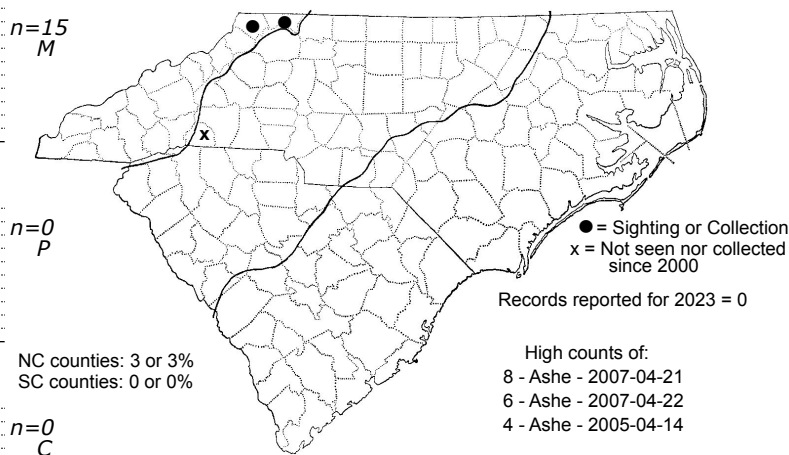 n=15
M
x
● = Sighting or Collection
x = Not seen nor collected
since 2000
n=0
P
Records reported for 2023 = 0
NC counties: 3 or 3%
SC counties: 0 or 0%
High counts of:
8 - Ashe - 2007-04-21
6 - Ashe - 2007-04-22
4 - Ashe - 2005-04-14
n=0
C